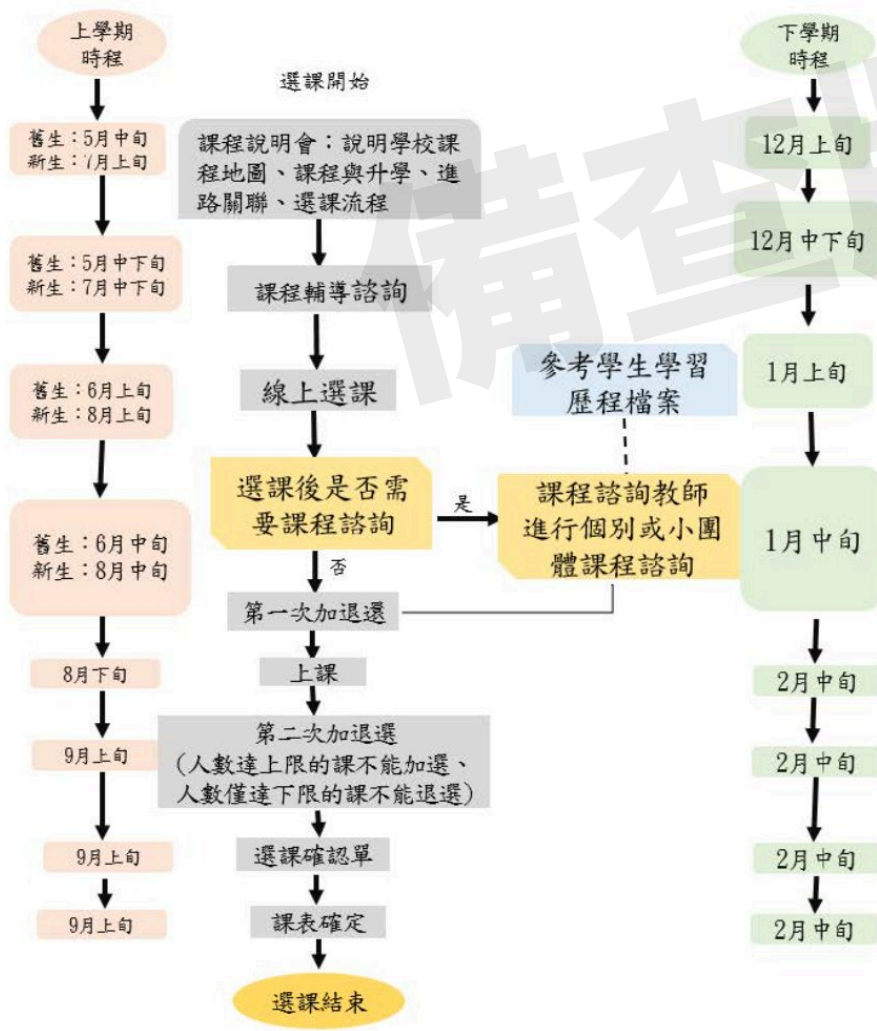 上學期
時程
舊生：5月中旬
新生：7月上旬
舊生：5月中下旬
新生：7月中下旬
舊生：6月上旬
新生：8月上旬
舊生：6月中旬
新生：8月中旬
8月下旬
9月上旬
9月上旬
9月上旬
選課開始
課程說明會：說明學校課
程地圖、課程與升學、進
路關聯、選課流程
課程輔導諮詢
線上選課
選課後是否需
要課程諮詢
是
否
參考學生學習
歷程檔案
課程諮詢教師
進行個別或小團
體課程諮詢
第一次加退選
上課
第二次加退選
(人數達上限的課不能加選、
人數僅達下限的課不能退選)
選課確認單
課表確定
選課結束
下學期
時程
12月上旬
12月中下旬
1月上旬
1月中旬
2月中旬
2月中旬
2月中旬
2月中旬
備查